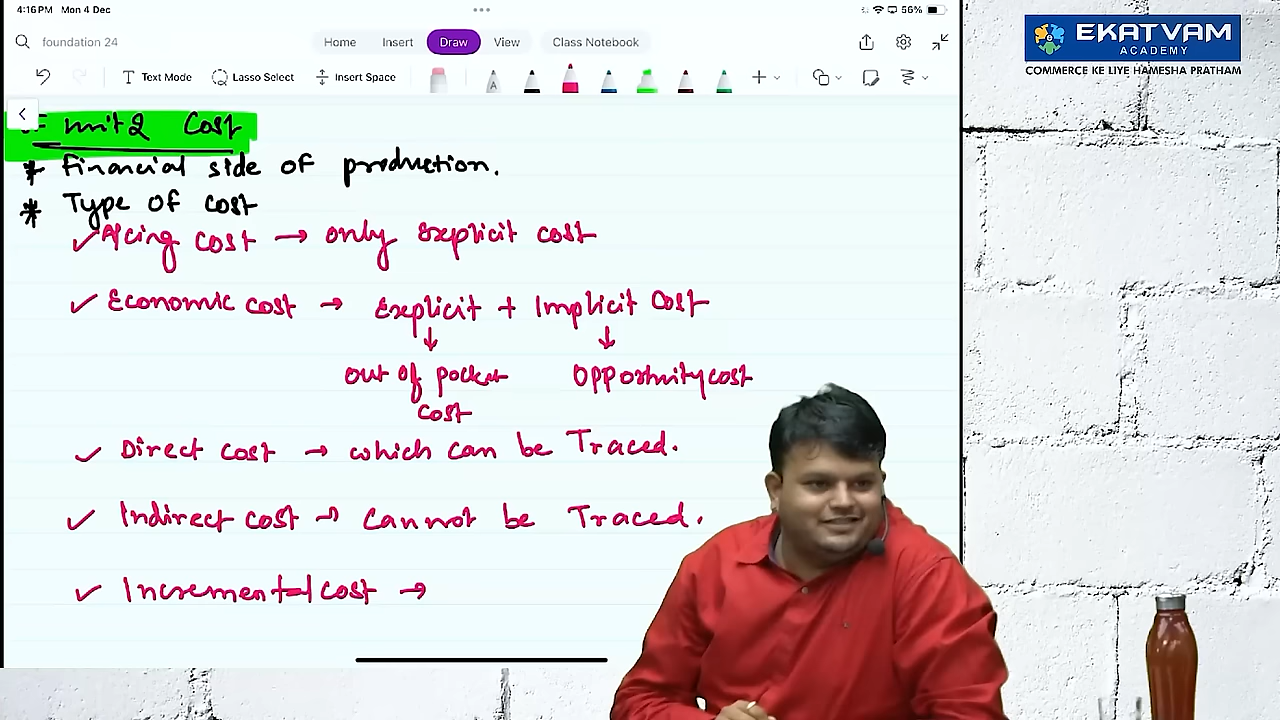 4:16 PM Mon 4 Dec
56%
EKATVAM
ACADEMY
COMMERCE KE LIYE HAMESHA PRATHAM
foundation 24
Home Insert Draw View Class Notebook
Text Mode Lasso Select Insert Space
unit 2 Cost
* Financial side of production.
* Type of cost
✓ A/cing cost → only Explicit cost
✓ Economic cost → Explicit + Implicit Cost
↓ ↓
out of pocket Opportunity cost
cost
✓ Direct cost → which can be Traced.
✓ Indirect cost → cannot be Traced.
✓ Incremental cost →